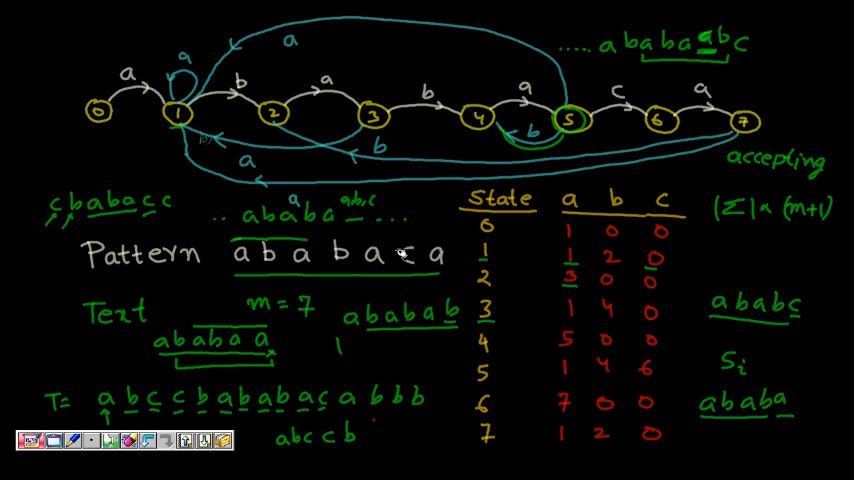 ..... a b a b a a b c
a a b a b a c a
a
0 1 2 3 4 5 6 7
b b
b
a
accepting
c b a b a c c
.. a b a b a a,b,c ...
a
State a b c
|Σ| × (m+1)
0 1 0 0
Pattern a b a b a c a
1 1 2 0
2 3 0 0
Text m = 7 a b a b a b
3 1 4 0
a b a b c
a b a b a a x
4 5 0 0
5 1 4 6
Si
T= a b c c b a b a b a c a b b b
6 7 0 0
a b a b a
a b c c b
7 1 2 0